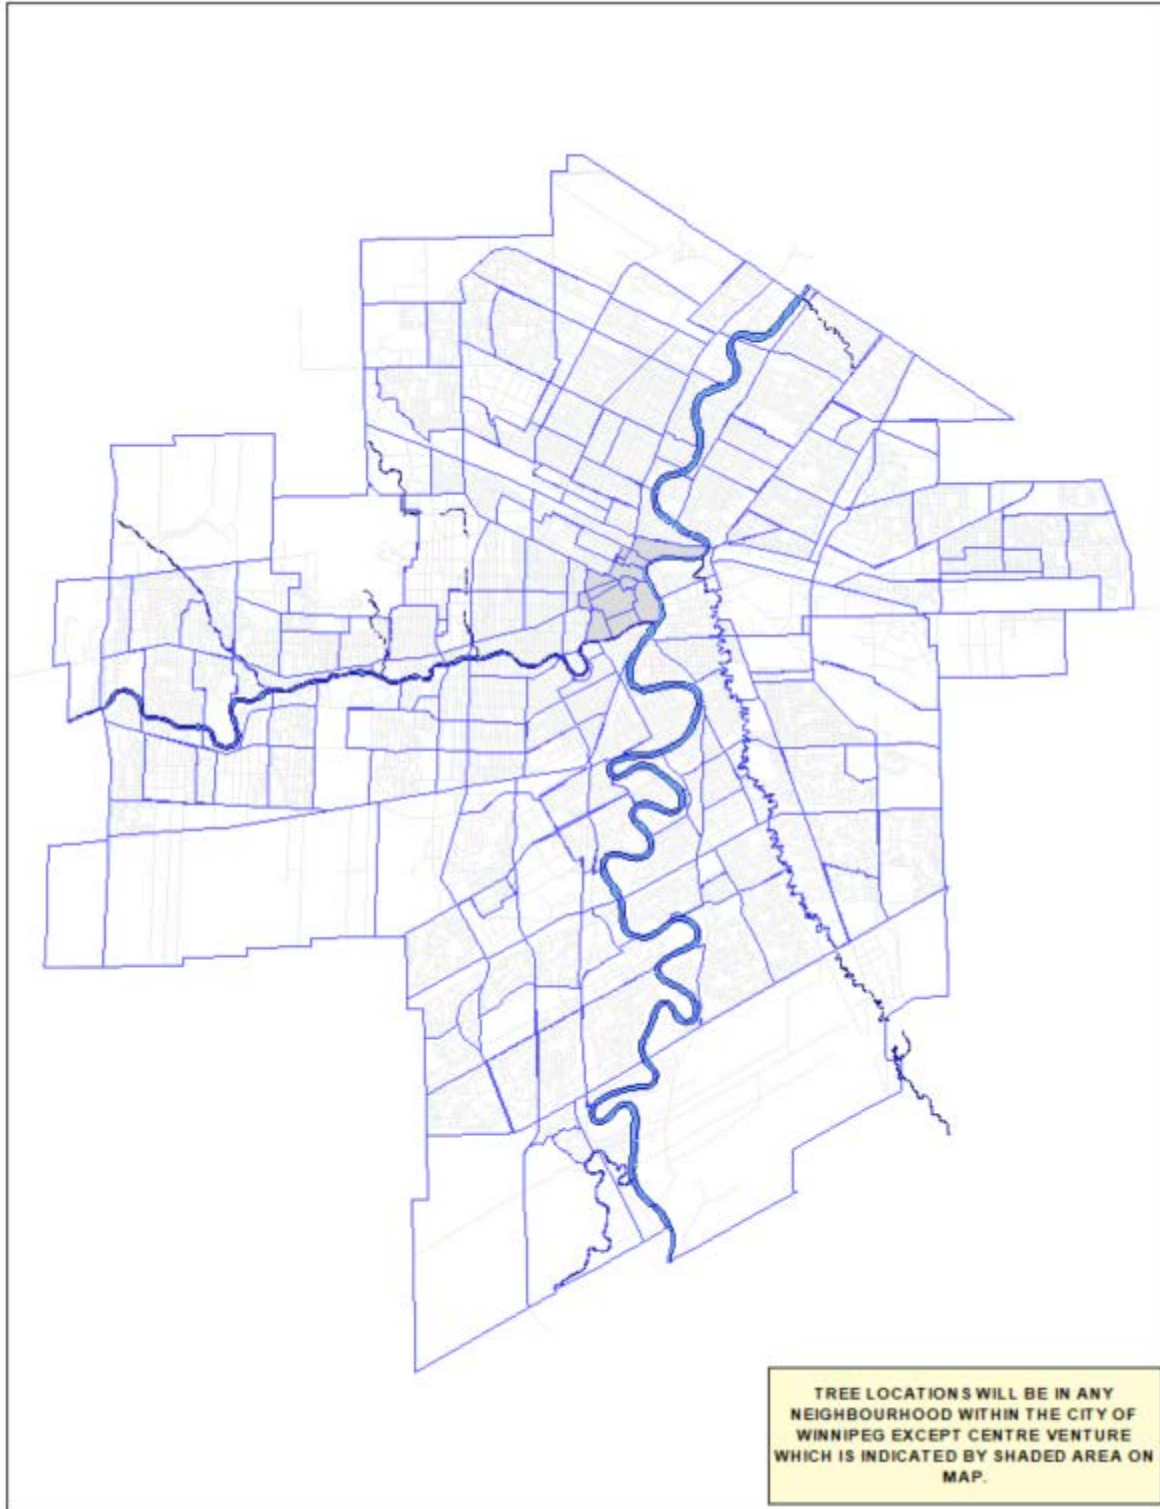 TREE LOCATIONS WILL BE IN ANY
NEIGHBOURHOOD WITHIN THE CITY OF
WINNIPEG EXCEPT CENTRE VENTURE
WHICH IS INDICATED BY SHADED AREA ON
MAP.